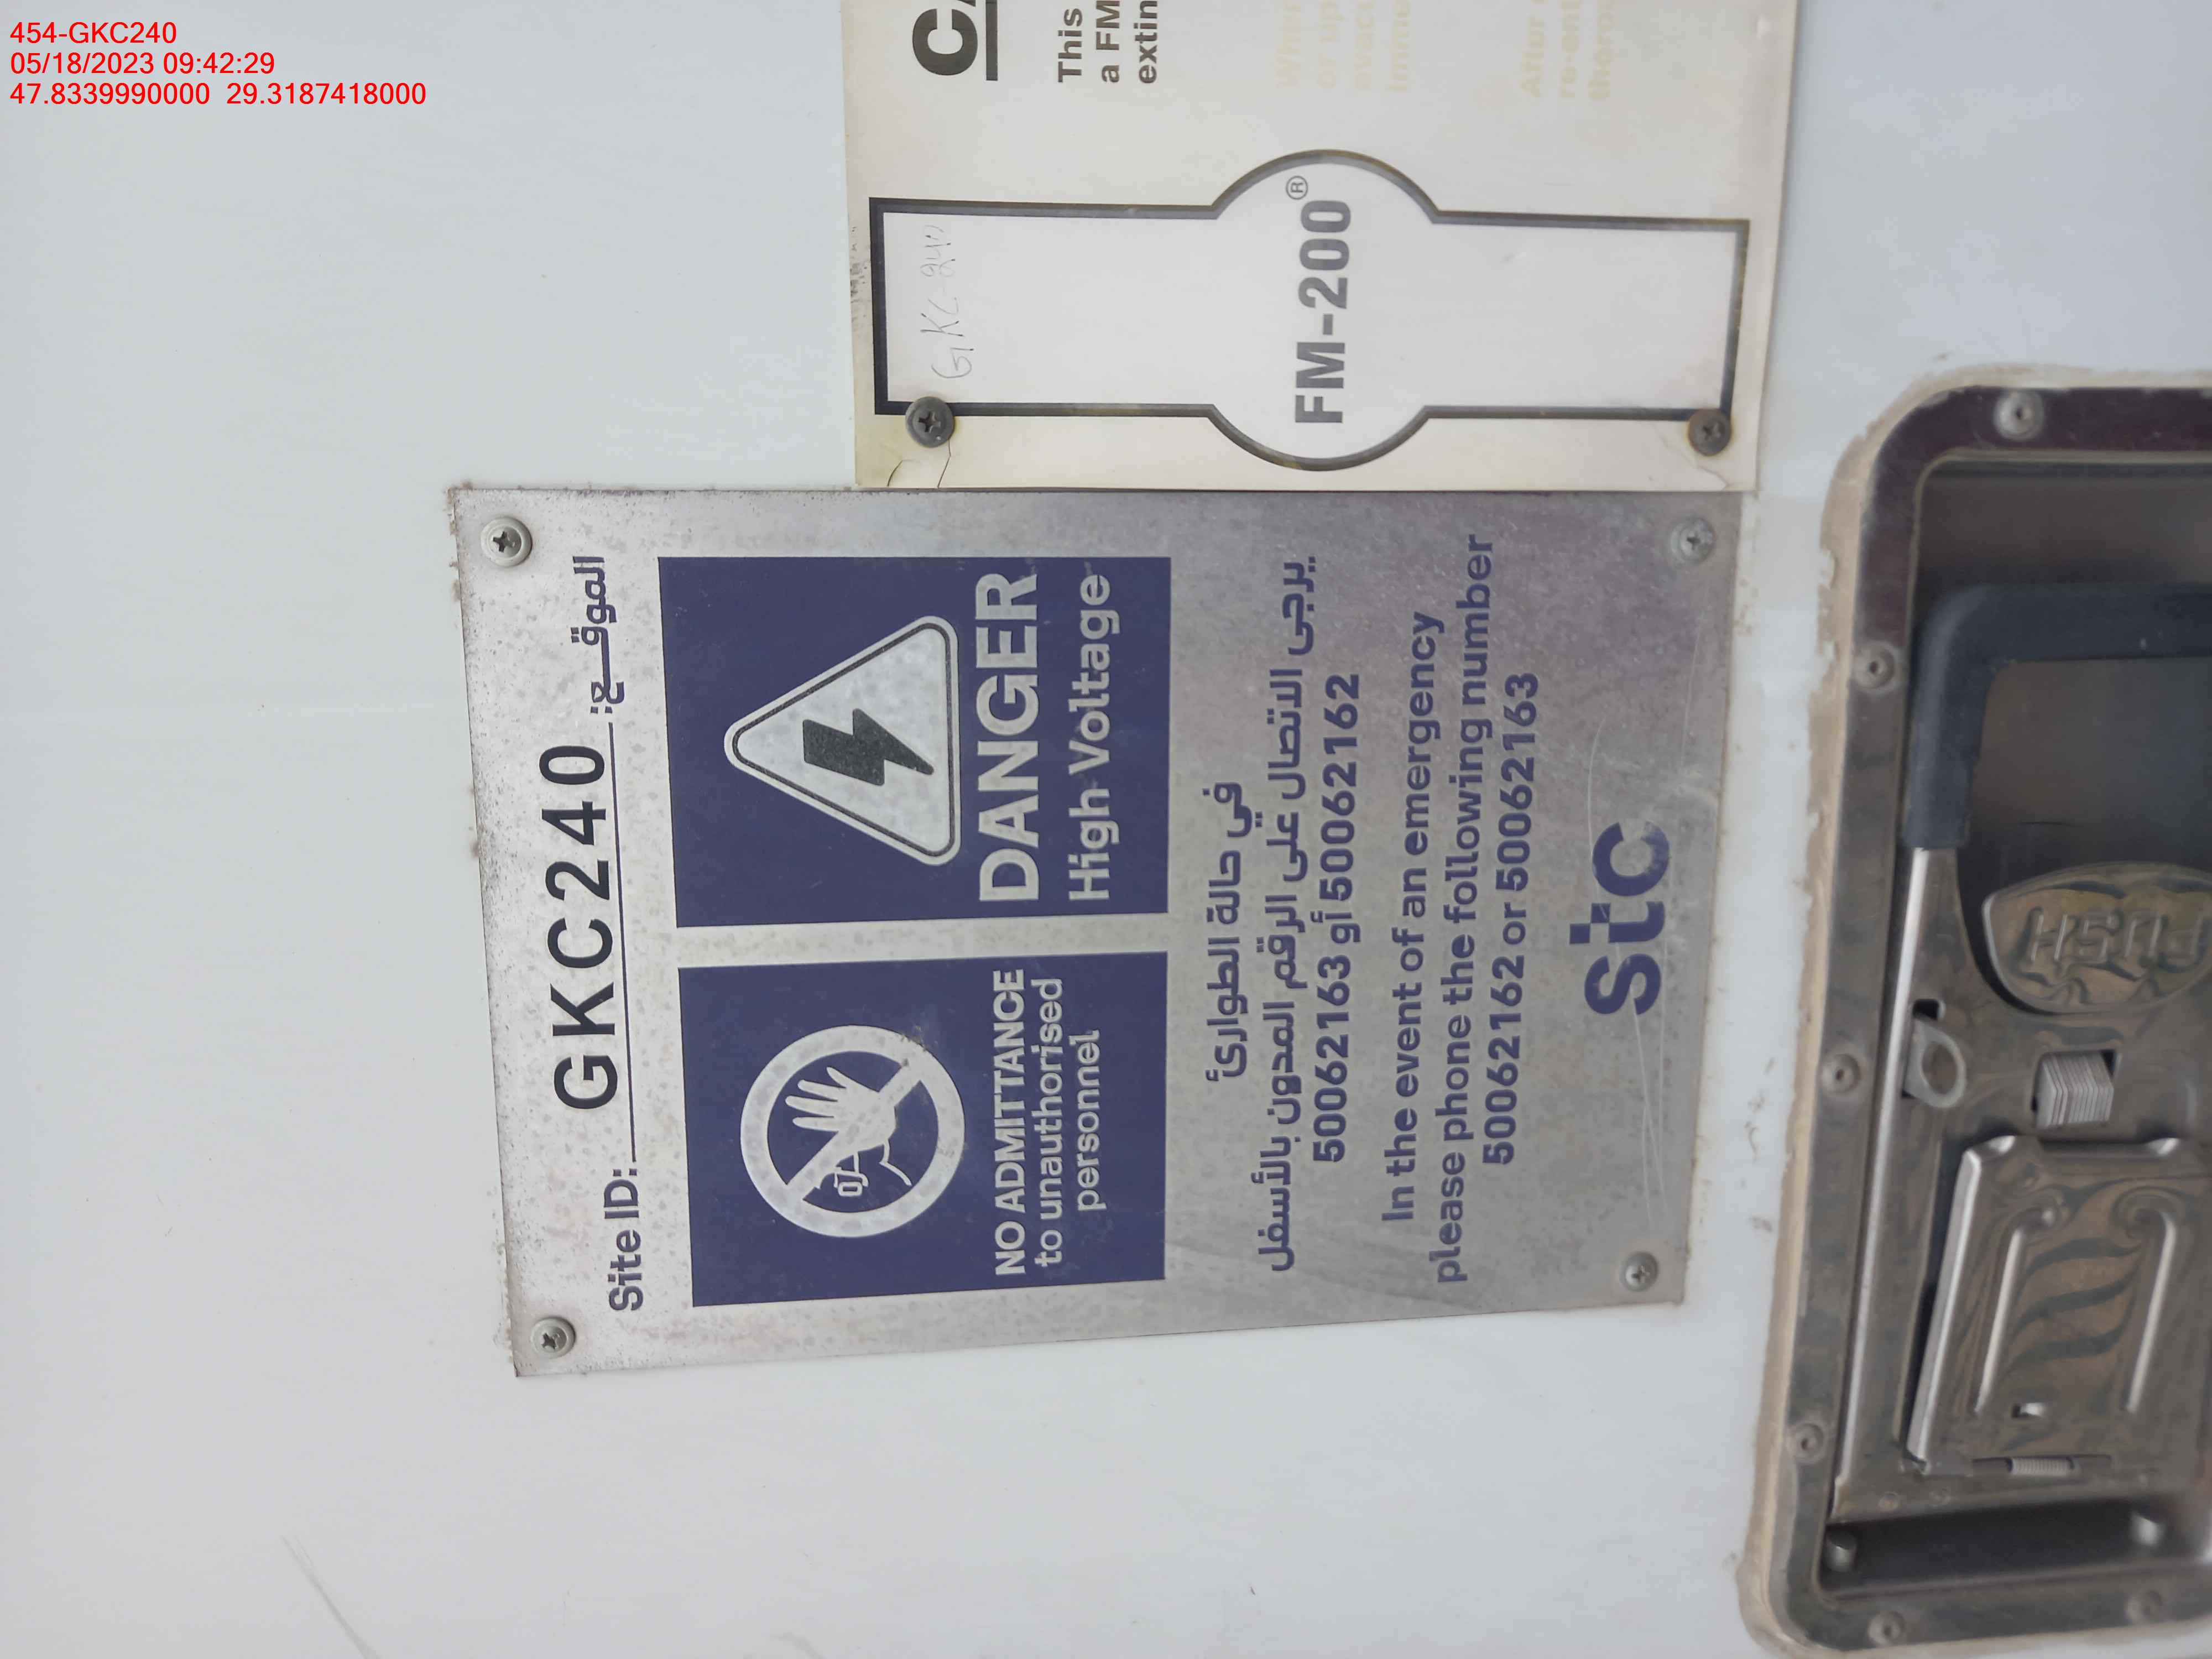 454-GKC240
05/18/2023 09:42:29
47.8339990000 29.3187418000
Site ID: GKC240 الموقع:
NO ADMITTANCE
to unauthorised
personnel
DANGER
High Voltage
في حالة الطوارئ
يرجى الاتصال على الرقم المدون بالأسفل
50062163 أو 50062162
In the event of an emergency
please phone the following number
50062162 or 50062163
stc
GKC-240
FM-200®
This
a FM
PUSH